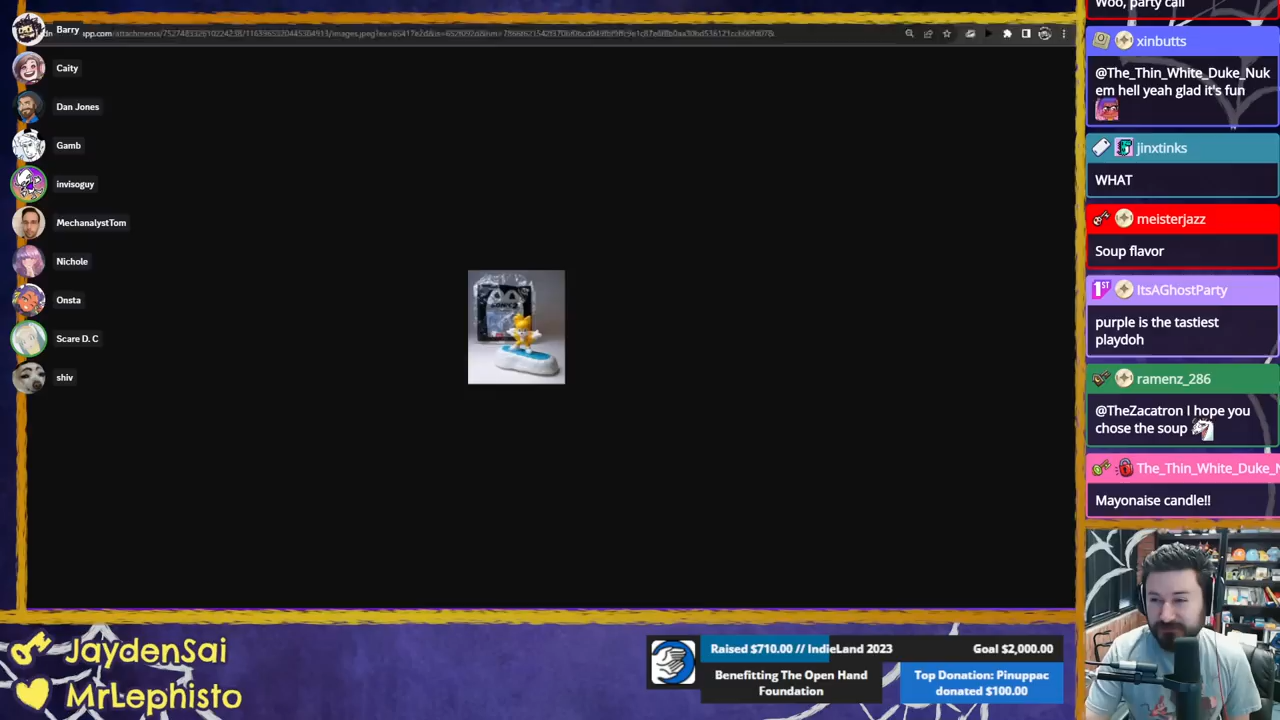 Barry
Caity
Dan Jones
Gamb
invisoguy
MechanalystTom
Nichole
Onsta
Scare D. C
shiv
Woo, party call
xinbutts
@The_Thin_White_Duke_Nuk
em hell yeah glad it's fun
jinxtinks
WHAT
meisterjazz
Soup flavor
1ST ItsAGhostParty
purple is the tastiest
playdoh
ramenz_286
@TheZacatron I hope you
chose the soup
The_Thin_White_Duke_N
Mayonaise candle!!
JaydenSai
MrLephisto
Raised $710.00 // IndieLand 2023
Goal $2,000.00
Benefitting The Open Hand
Foundation
Top Donation: Pinuppac
donated $100.00